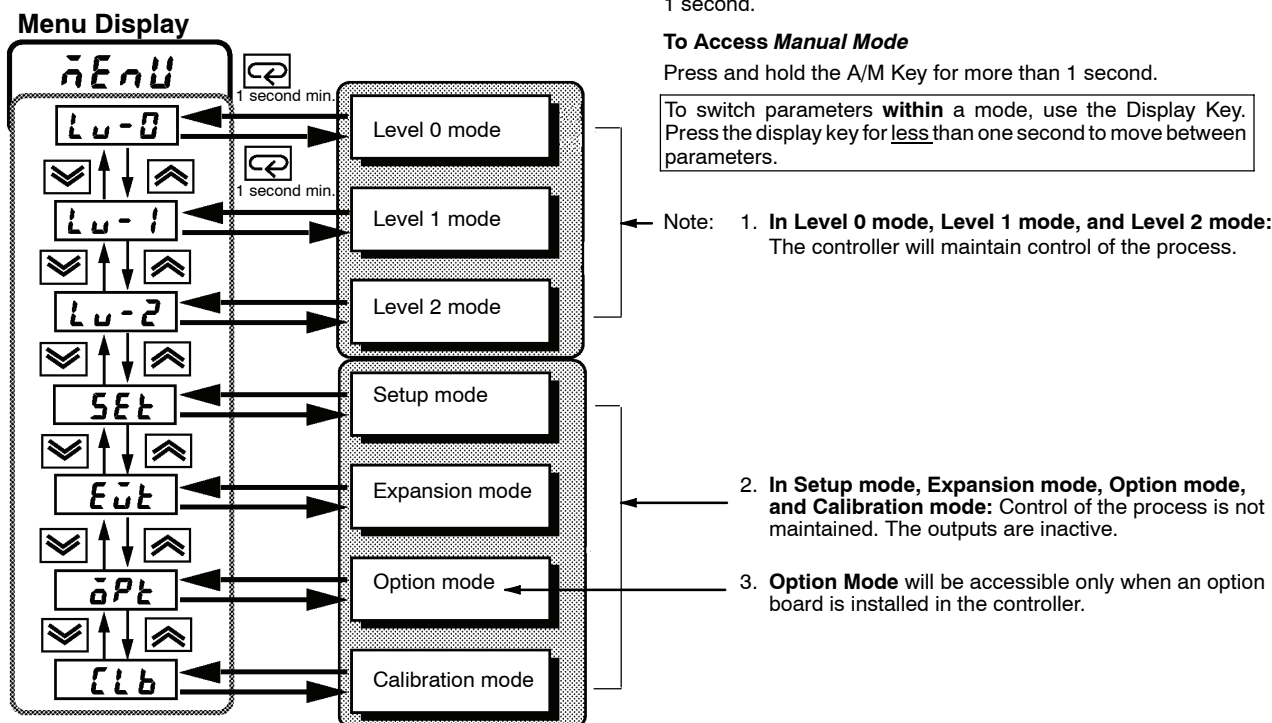 1 second.
Menu Display
To Access Manual Mode
mEnU
Press and hold the A/M Key for more than 1 second.
1 second min.
To switch parameters within a mode, use the Display Key.
Press the display key for less than one second to move between
parameters.
Lv-0
Level 0 mode
1 second min.
Lv-1
Level 1 mode
Note: 1. In Level 0 mode, Level 1 mode, and Level 2 mode:
The controller will maintain control of the process.
Lv-2
Level 2 mode
SEt
Setup mode
Expansion mode
2. In Setup mode, Expansion mode, Option mode,
and Calibration mode: Control of the process is not
maintained. The outputs are inactive.
oPt
Option mode
3. Option Mode will be accessible only when an option
board is installed in the controller.
CLb
Calibration mode